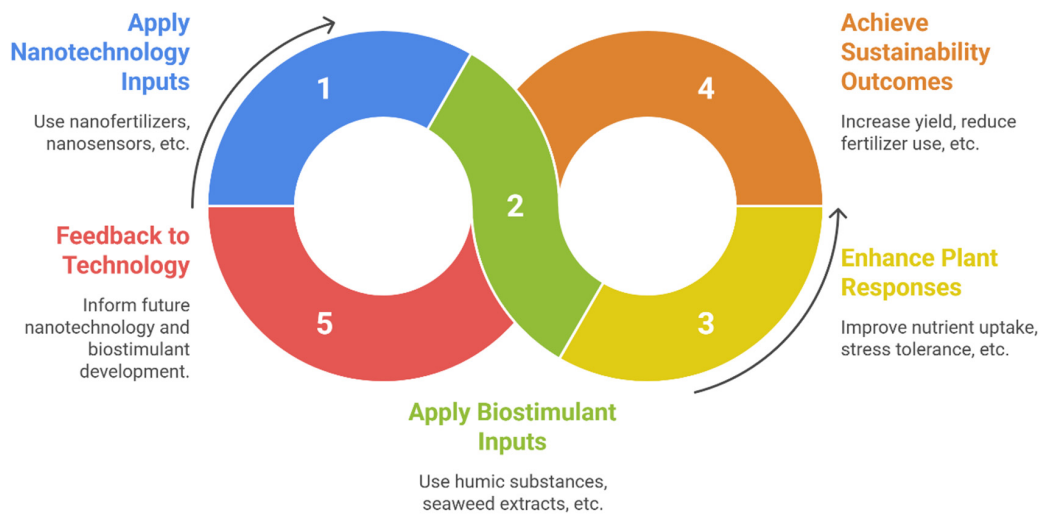 Apply
Nanotechnology
Inputs
Use nanofertilizers,
nanosensors, etc.
1
Feedback to
Technology
Inform future
nanotechnology and
biostimulant
development.
5
2
Apply Biostimulant
Inputs
Use humic substances,
seaweed extracts, etc.
4
Achieve
Sustainability
Outcomes
Increase yield, reduce
fertilizer use, etc.
3
Enhance Plant
Responses
Improve nutrient uptake,
stress tolerance, etc.